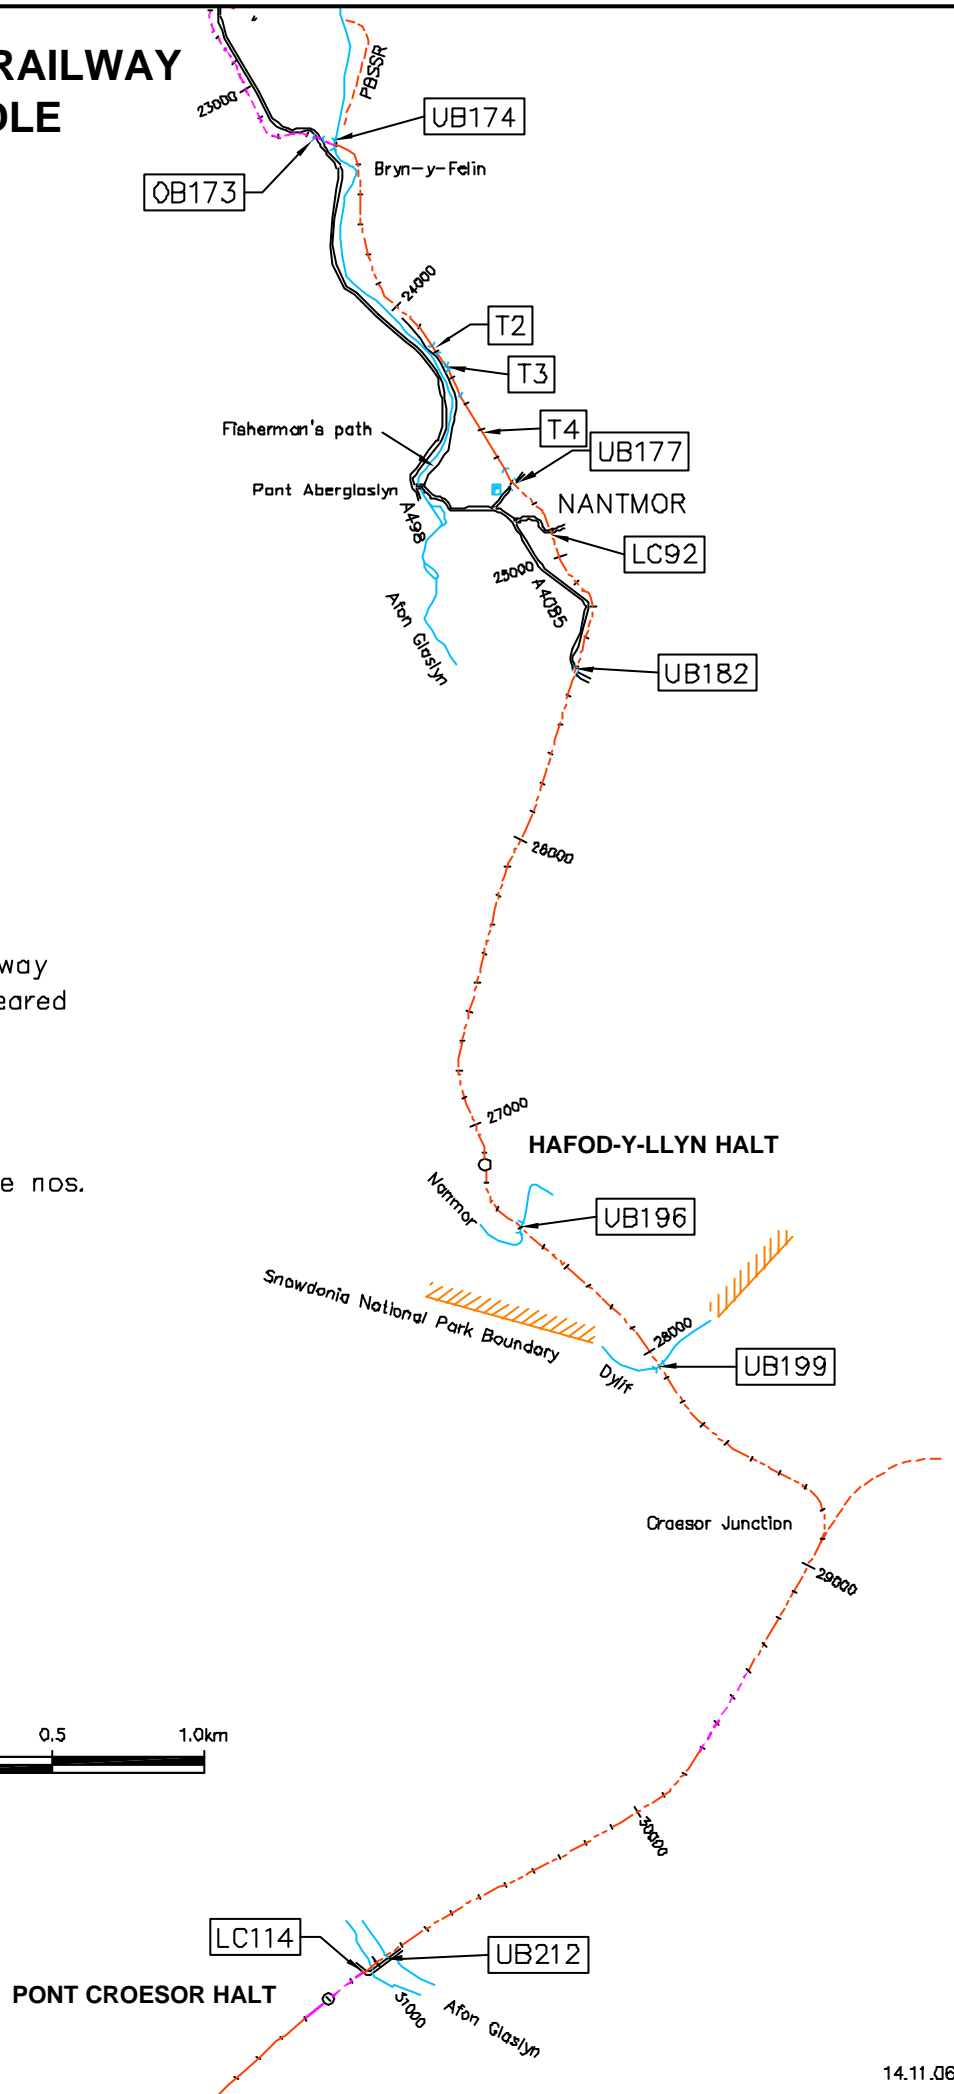 RAILWAY
OLE
PBSSR
23000
UB174
Bryn-y-Felin
OB173
24000
T2
T3
T4
Fisherman's path
UB177
Pont Aberglaslyn
A498
NANTMOR
LC92
25000
A4085
Afon Glaslyn
UB182
26000
way
eared
27000
HAFOD-Y-LLYN HALT
e nos.
Nanmor
UB196
Snowdonia National Park Boundary
28000
UB199
Dylif
Croesor Junction
29000
0.5
1.0km
30000
LC114
UB212
PONT CROESOR HALT
31000
Afon Glaslyn
14.11.06